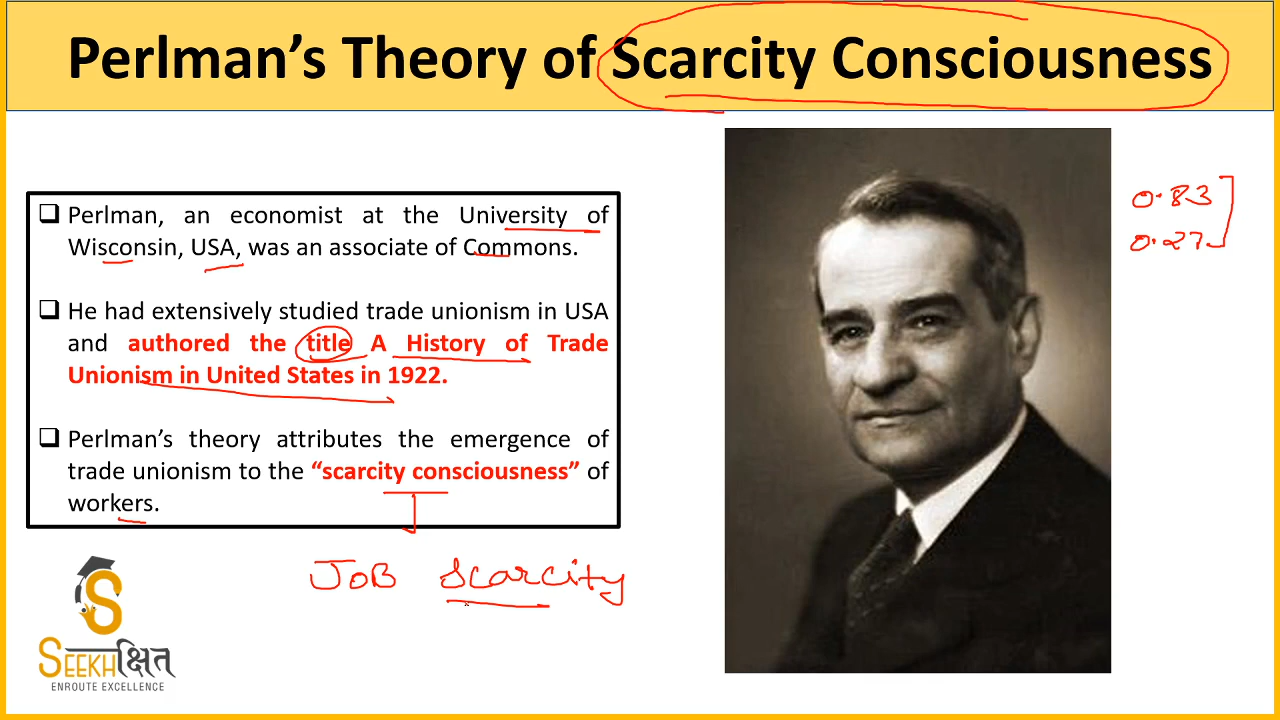 Perlman's Theory of Scarcity Consciousness
❑ Perlman, an economist at the University of
Wisconsin, USA, was an associate of Commons.
❑ He had extensively studied trade unionism in USA
and authored the title A History of Trade
Unionism in United States in 1922.
❑ Perlman's theory attributes the emergence of
trade unionism to the “scarcity consciousness” of
workers.
0.83
0.27
JOB Scarcity
S
SEEKHक्षित
ENROUTE EXCELLENCE